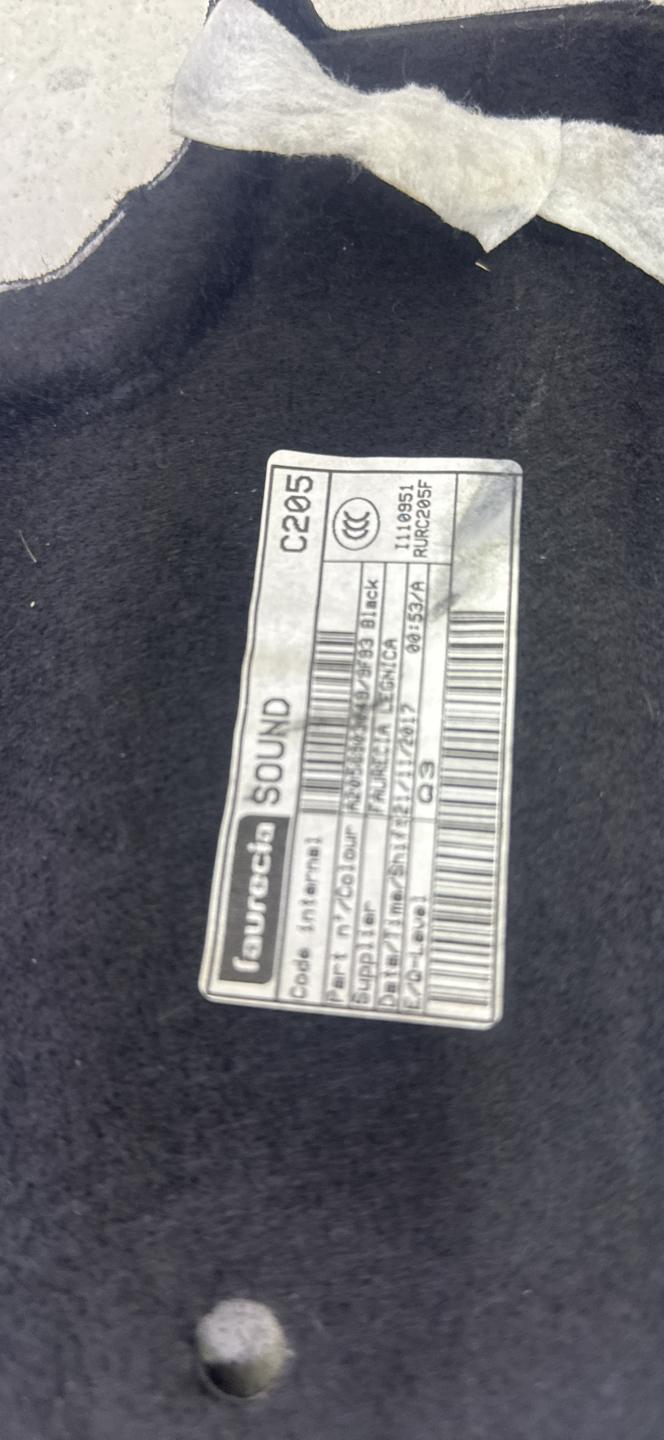 faurecia SOUND C205
Code internal
CCC
Part n°/Colour Black
Supplier FAURECIA LEGNICA
I110951
Date/Time/Shift 21/11/2017 00:53/A
RURC205F
E/Q-Level Q3